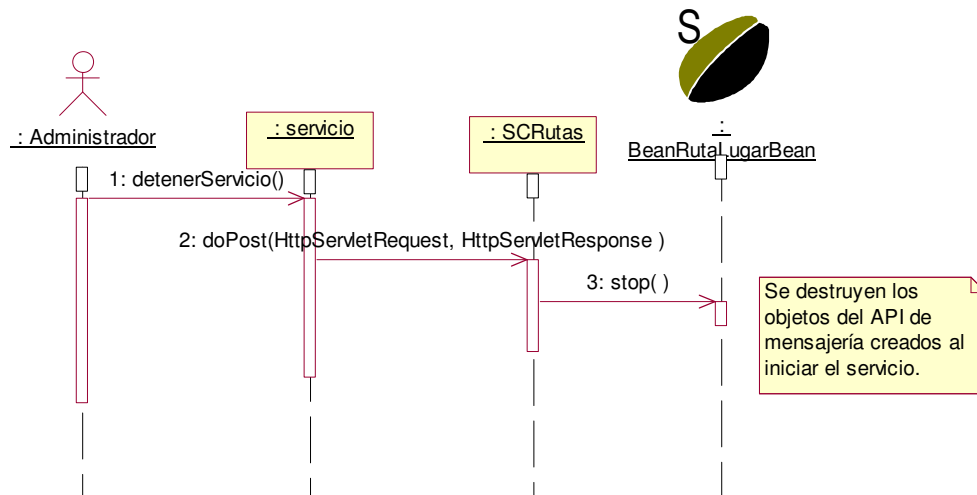 S
: Administrador
: servicio
: SCRutas
:
BeanRutaLugarBean
1: detenerServicio()
2: doPost(HttpServletRequest, HttpServletResponse )
3: stop( )
Se destruyen los
objetos del API de
mensajería creados al
iniciar el servicio.